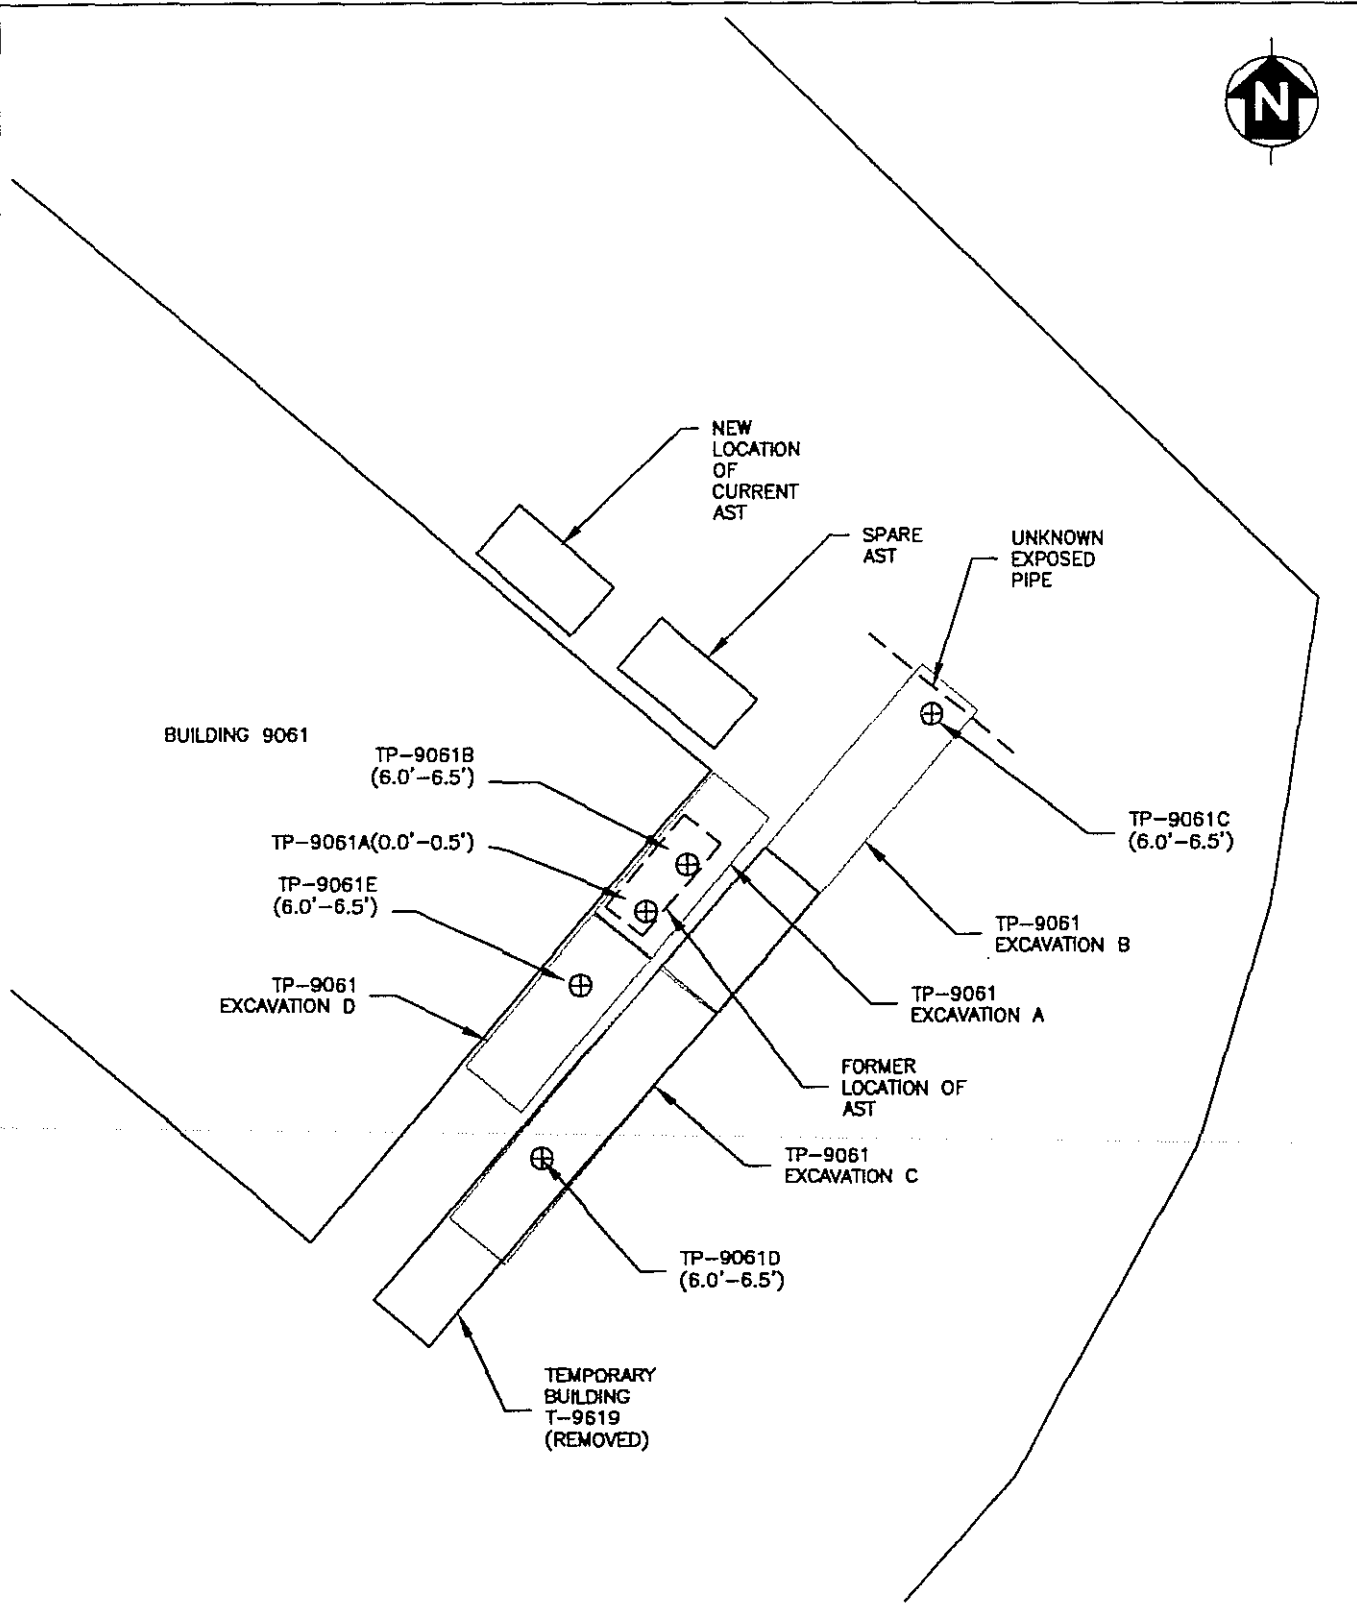 N
NEW
LOCATION
OF
CURRENT
AST
SPARE
AST
UNKNOWN
EXPOSED
PIPE
BUILDING 9061
TP-9061B
(6.0'-6.5')
TP-9061A(0.0'-0.5')
TP-9061E
(6.0'-6.5')
TP-9061
EXCAVATION D
TP-9061C
(6.0'-6.5')
TP-9061
EXCAVATION B
TP-9061
EXCAVATION A
FORMER
LOCATION OF
AST
TP-9061
EXCAVATION C
TP-9061D
(6.0'-6.5')
TEMPORARY
BUILDING
T-9619
(REMOVED)